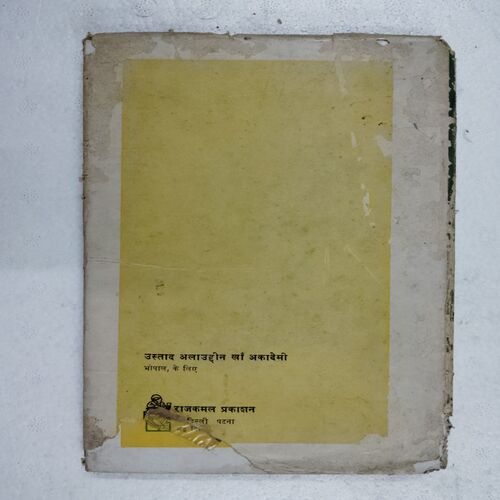 उस्ताद अलाउद्दीन खाँ अकादेमी
भोपाल, के लिए
राजकमल प्रकाशन
दिल्ली पटना